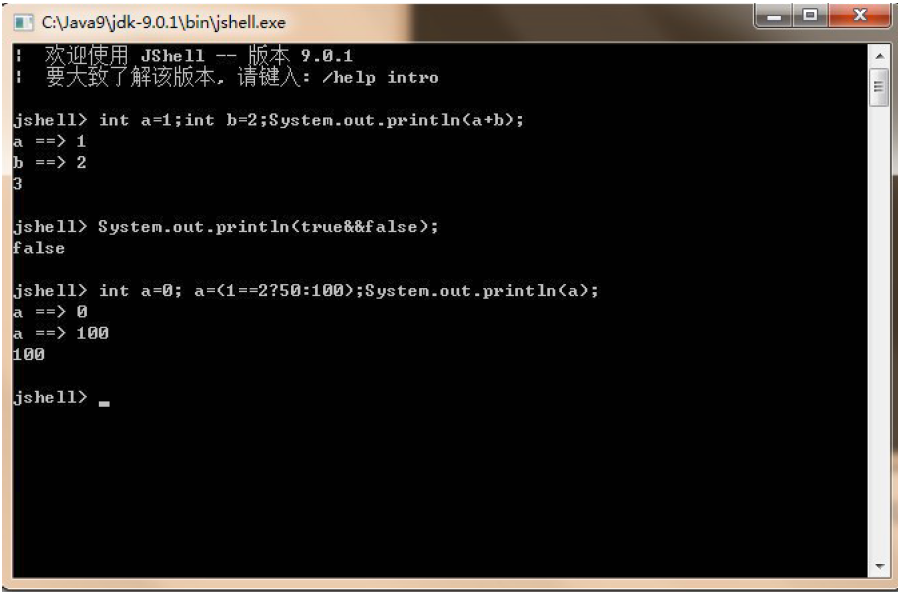 C:\Java9\jdk-9.0.1\bin\jshell.exe
¦  欢迎使用 JShell -- 版本 9.0.1
¦  要大致了解该版本, 请键入: /help intro
jshell> int a=1;int b=2;System.out.println(a+b);
a ==> 1
b ==> 2
3
jshell> System.out.println(true&&false);
false
jshell> int a=0; a=(1==2?50:100);System.out.println(a);
a ==> 0
a ==> 100
100
jshell> _